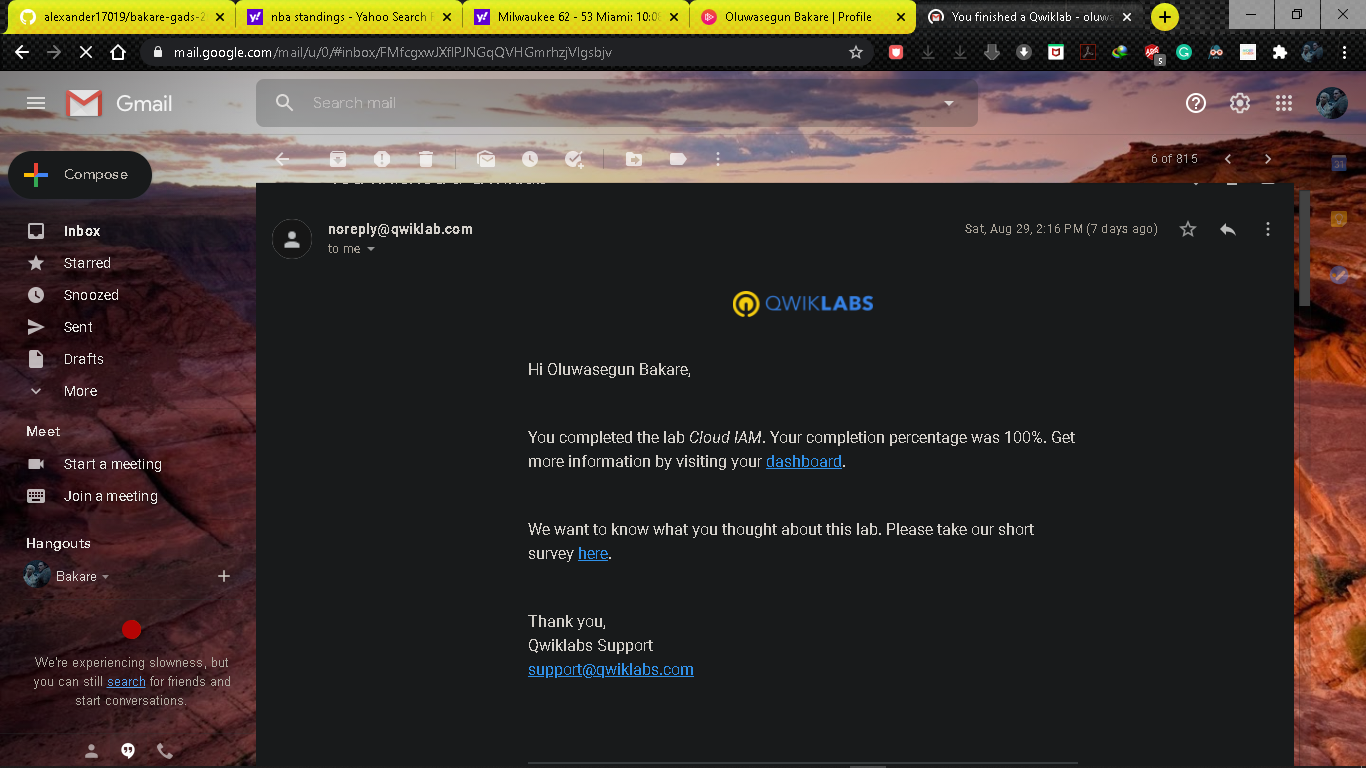 alexander17019/bakare-gads-2
nba standings - Yahoo Search
Milwaukee 62 - 53 Miami: 10:0
Oluwasegun Bakare | Profile
You finished a Qwiklab - oluw
mail.google.com/mail/u/0/#inbox/FMfcgxwJXflPJNGqQVHGmrhzjVlgsbjv
5
Gmail
Search mail
Compose
6 of 815
31
Inbox
Starred
Snoozed
Sent
Drafts
More
Meet
Start a meeting
Join a meeting
Hangouts
Bakare
We're experiencing slowness, but
you can still search for friends and
start conversations.
noreply@qwiklab.com
Sat, Aug 29, 2:16 PM (7 days ago)
to me
QWIKLABS
Hi Oluwasegun Bakare,
You completed the lab Cloud IAM. Your completion percentage was 100%. Get
more information by visiting your dashboard.
We want to know what you thought about this lab. Please take our short
survey here.
Thank you,
Qwiklabs Support
support@qwiklabs.com